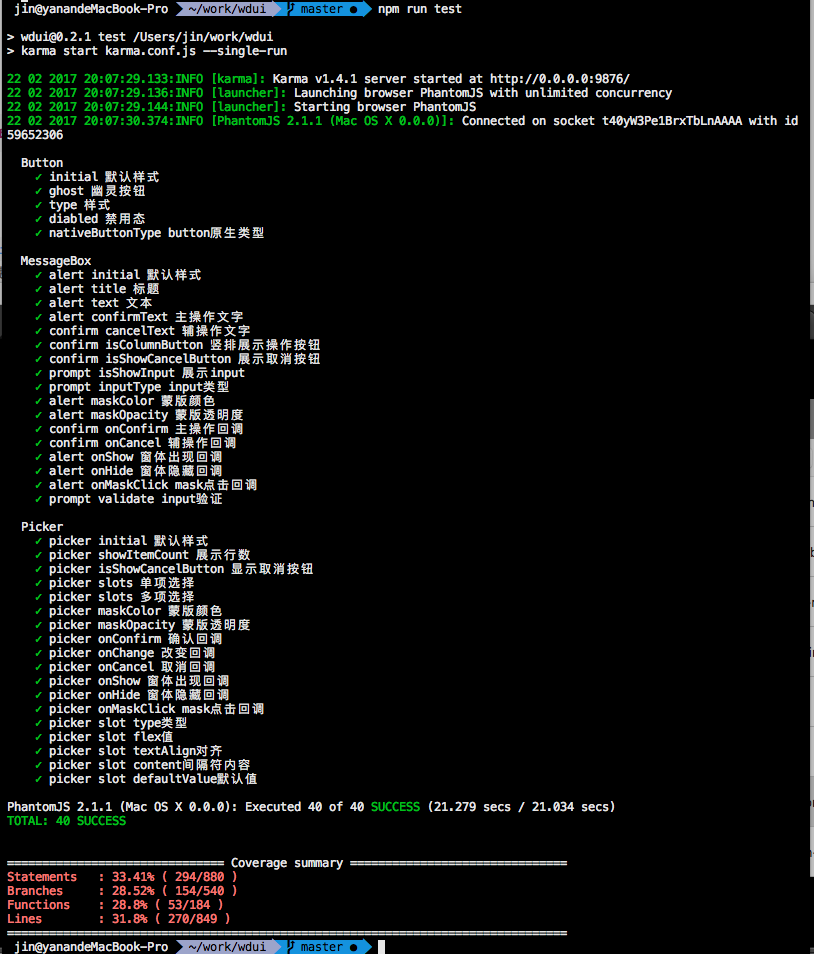 jin@yanandeMacBook-Pro ~/work/wdui master ● npm run test
> wdui@0.2.1 test /Users/jin/work/wdui
> karma start karma.conf.js --single-run
22 02 2017 20:07:29.133:INFO [karma]: Karma v1.4.1 server started at http://0.0.0.0:9876/
22 02 2017 20:07:29.136:INFO [launcher]: Launching browser PhantomJS with unlimited concurrency
22 02 2017 20:07:29.144:INFO [launcher]: Starting browser PhantomJS
22 02 2017 20:07:30.374:INFO [PhantomJS 2.1.1 (Mac OS X 0.0.0)]: Connected on socket t40yW3Pe1BrxTbLnAAAA with id
59652306
Button
✓ initial 默认样式
✓ ghost 幽灵按钮
✓ type 样式
✓ diabled 禁用态
✓ nativeButtonType button原生类型
MessageBox
✓ alert initial 默认样式
✓ alert title 标题
✓ alert text 文本
✓ alert confirmText 主操作文字
✓ confirm cancelText 辅操作文字
✓ confirm isColumnButton 竖排展示操作按钮
✓ confirm isShowCancelButton 展示取消按钮
✓ prompt isShowInput 展示input
✓ prompt inputType input类型
✓ alert maskColor 蒙版颜色
✓ alert maskOpacity 蒙版透明度
✓ confirm onConfirm 主操作回调
✓ confirm onCancel 辅操作回调
✓ alert onShow 窗体出现回调
✓ alert onHide 窗体隐藏回调
✓ alert onMaskClick mask点击回调
✓ prompt validate input验证
Picker
✓ picker initial 默认样式
✓ picker showItemCount 展示行数
✓ picker isShowCancelButton 显示取消按钮
✓ picker slots 单项选择
✓ picker slots 多项选择
✓ picker maskColor 蒙版颜色
✓ picker maskOpacity 蒙版透明度
✓ picker onConfirm 确认回调
✓ picker onChange 改变回调
✓ picker onCancel 取消回调
✓ picker onShow 窗体出现回调
✓ picker onHide 窗体隐藏回调
✓ picker onMaskClick mask点击回调
✓ picker slot type类型
✓ picker slot flex值
✓ picker slot textAlign对齐
✓ picker slot content间隔符内容
✓ picker slot defaultValue默认值
PhantomJS 2.1.1 (Mac OS X 0.0.0): Executed 40 of 40 SUCCESS (21.279 secs / 21.034 secs)
TOTAL: 40 SUCCESS
=============================== Coverage summary ===============================
Statements : 33.41% ( 294/880 )
Branches : 28.52% ( 154/540 )
Functions : 28.8% ( 53/184 )
Lines : 31.8% ( 270/849 )
================================================================================
jin@yanandeMacBook-Pro ~/work/wdui master ●